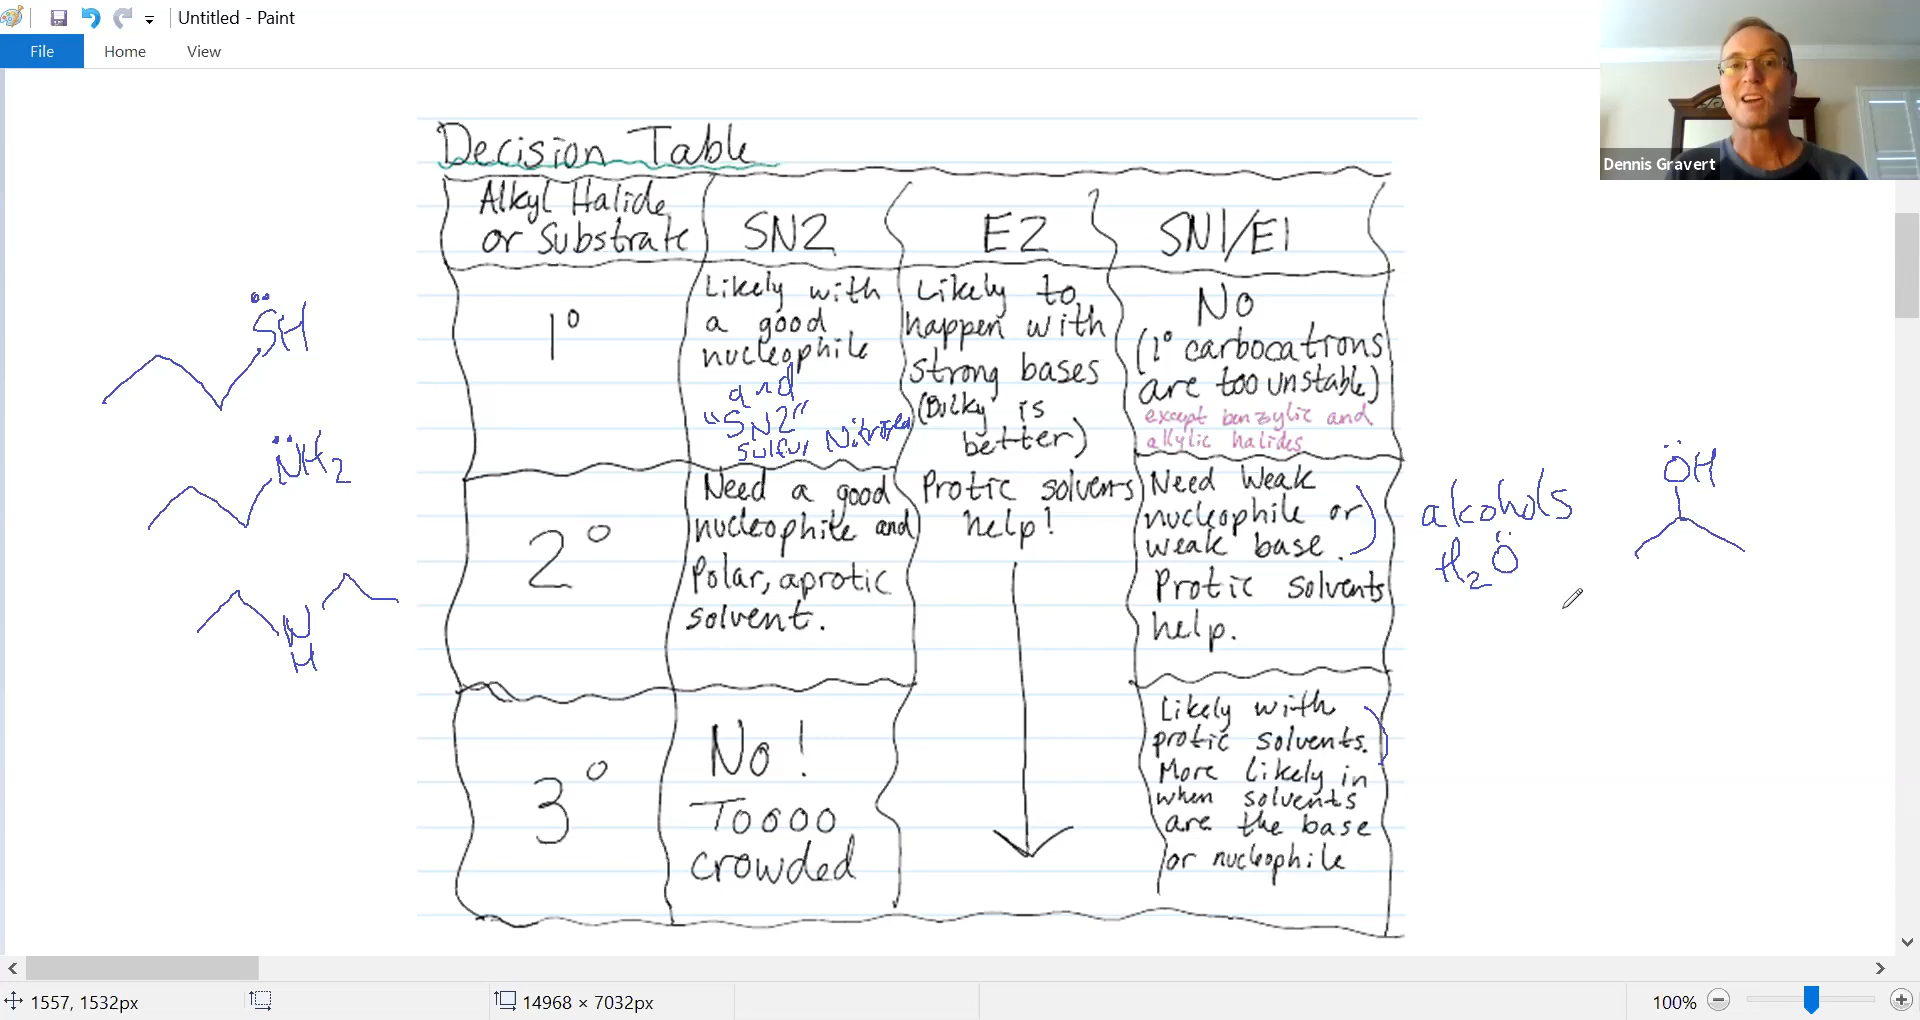 Untitled - Paint
File Home View
Dennis Gravert
Decision Table
Alkyl Halide
or Substrate
SN2
E2
SN1/E1
1°
Likely with
a good
nucleophile
and
"SN2"
Sulfur Nitrogen
Likely to
happen with
strong bases
(Bulky is
better)
Protic solvents
help!
No
(1° carbocations
are too unstable)
except benzylic and
allylic halides
2°
Need a good
nucleophile and
Polar, aprotic
solvent.
Need Weak
nucleophile or
weak base.
Protic solvents
help.
3°
No!
Toooo
crowded
Likely with
protic solvents.
More likely in
when solvents
are the base
or nucleophile
SH
NH2
N
H
alkohols
H2O
OH
1557, 1532px
14968 × 7032px
100%